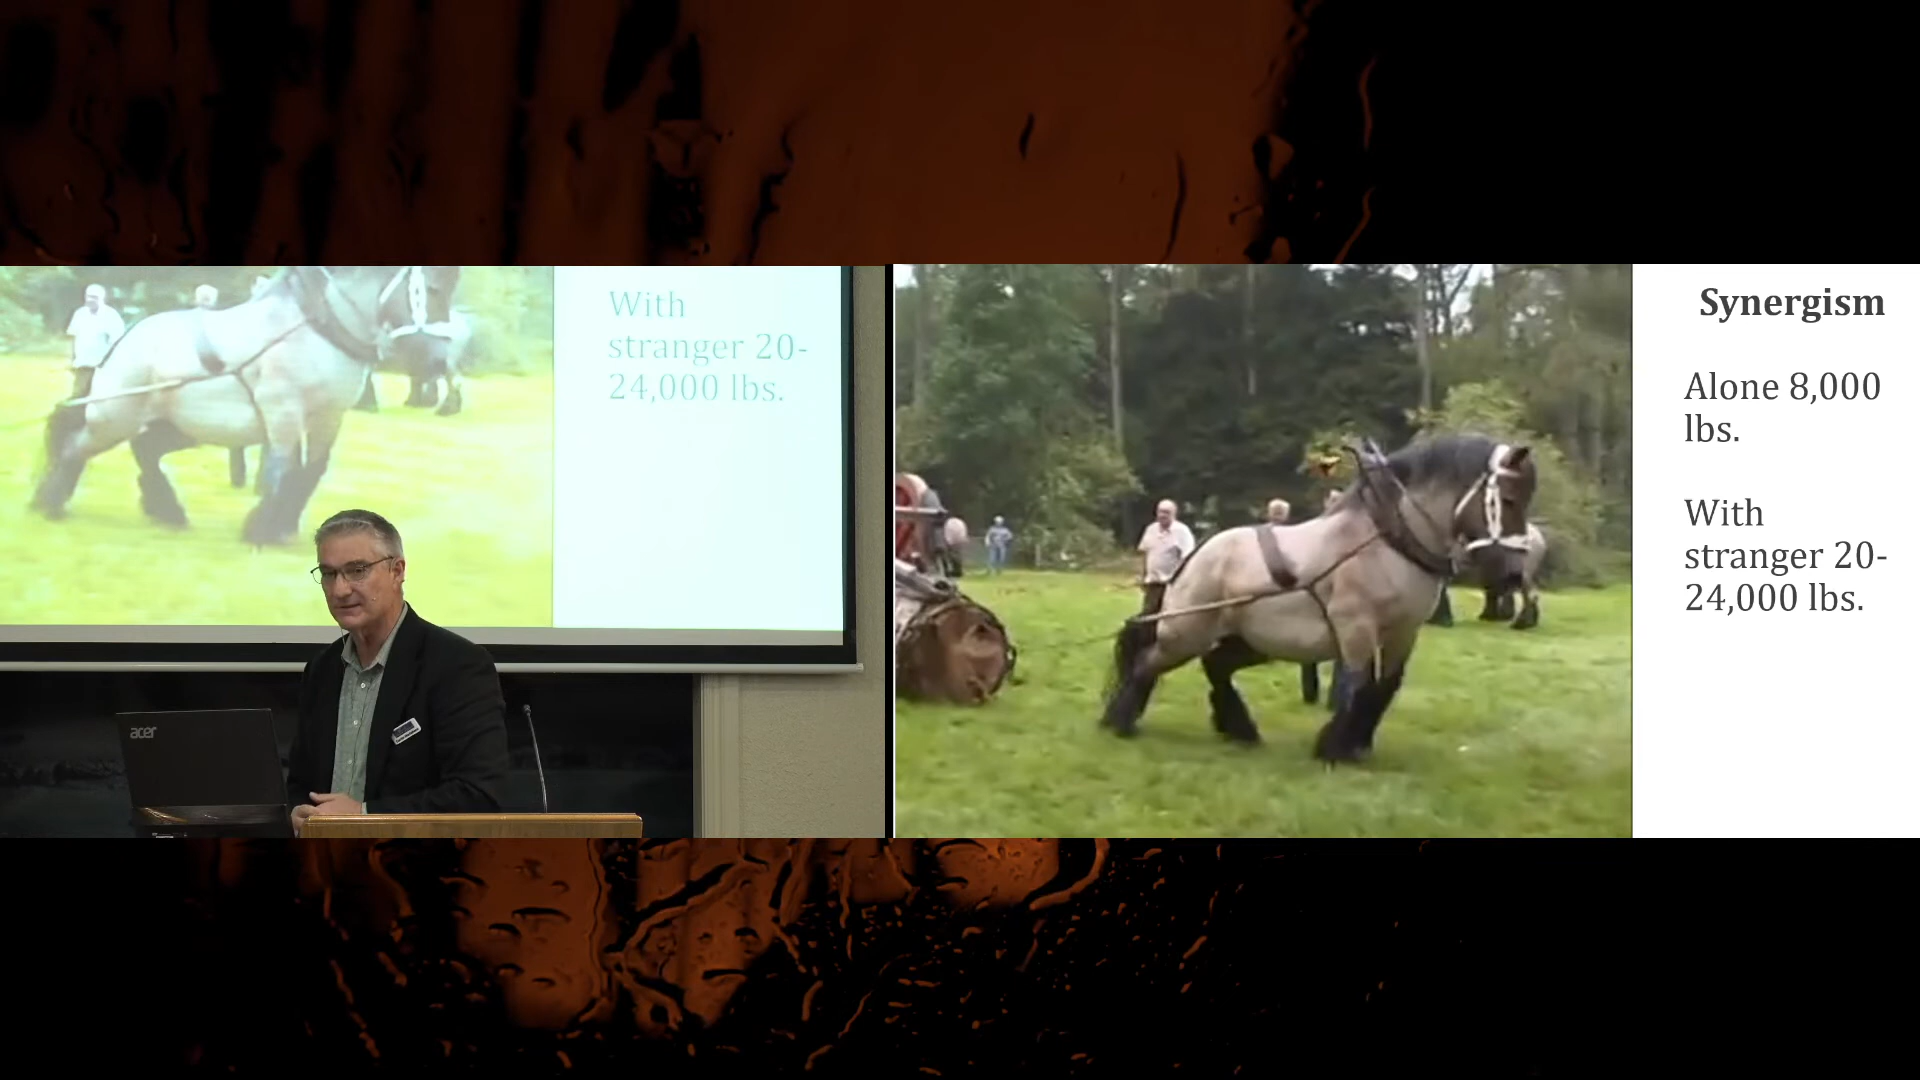 With
stranger 20-
24,000 lbs.
acer
Synergism
Alone 8,000
lbs.
With
stranger 20-
24,000 lbs.